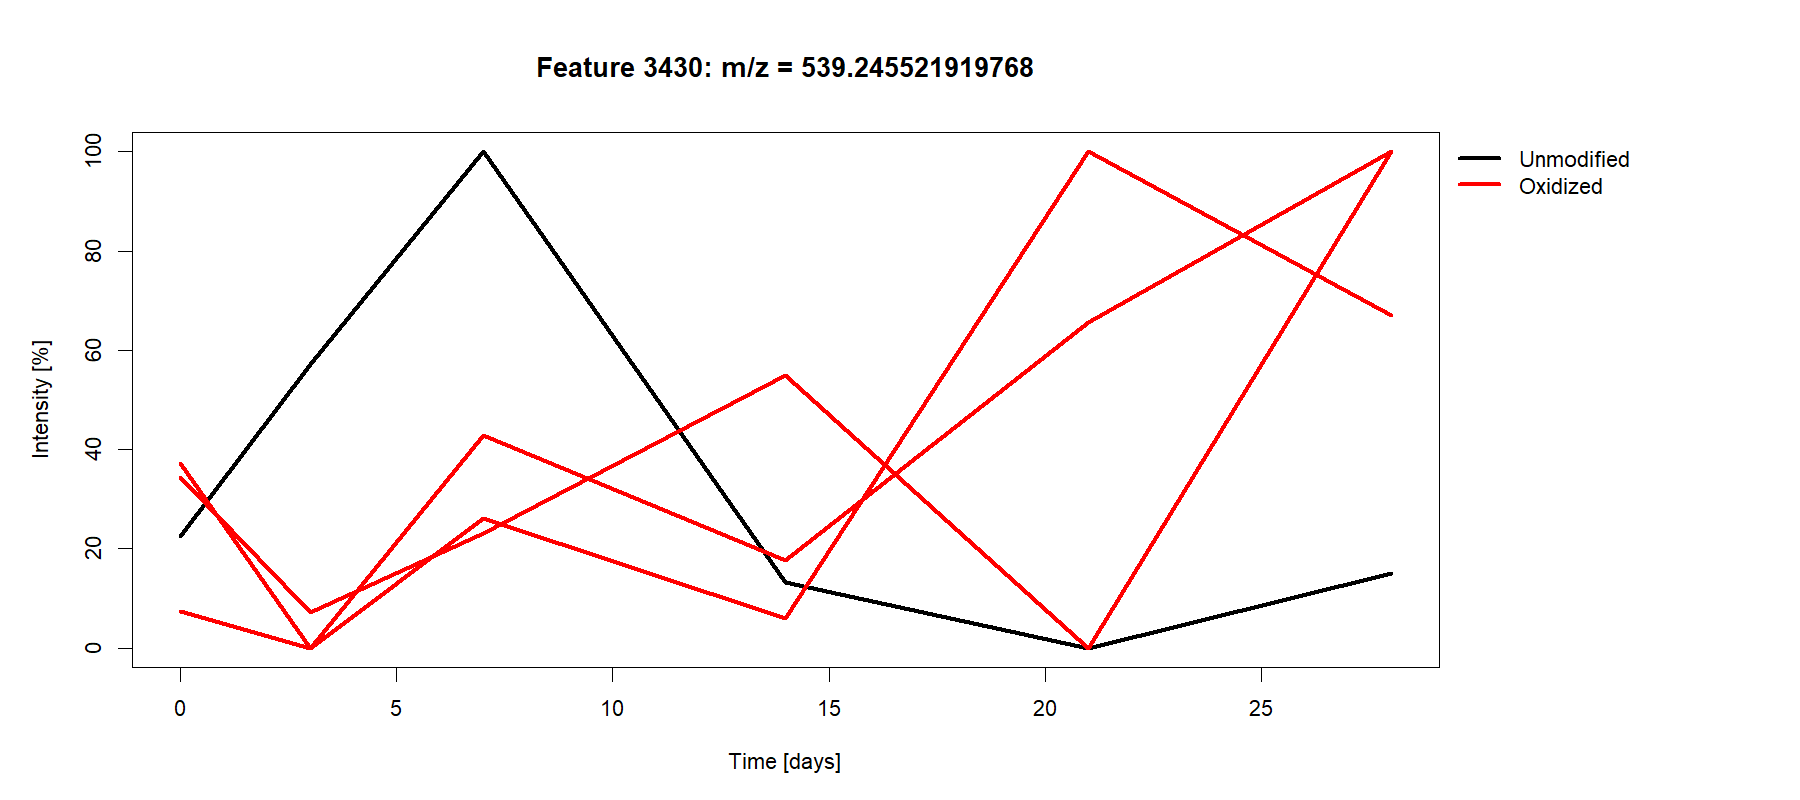 Feature 3430: m/z = 539.245521919768
Unmodified
Oxidized
100
80
60
40
20
0
Intensity [%]
0 5 10 15 20 25
Time [days]